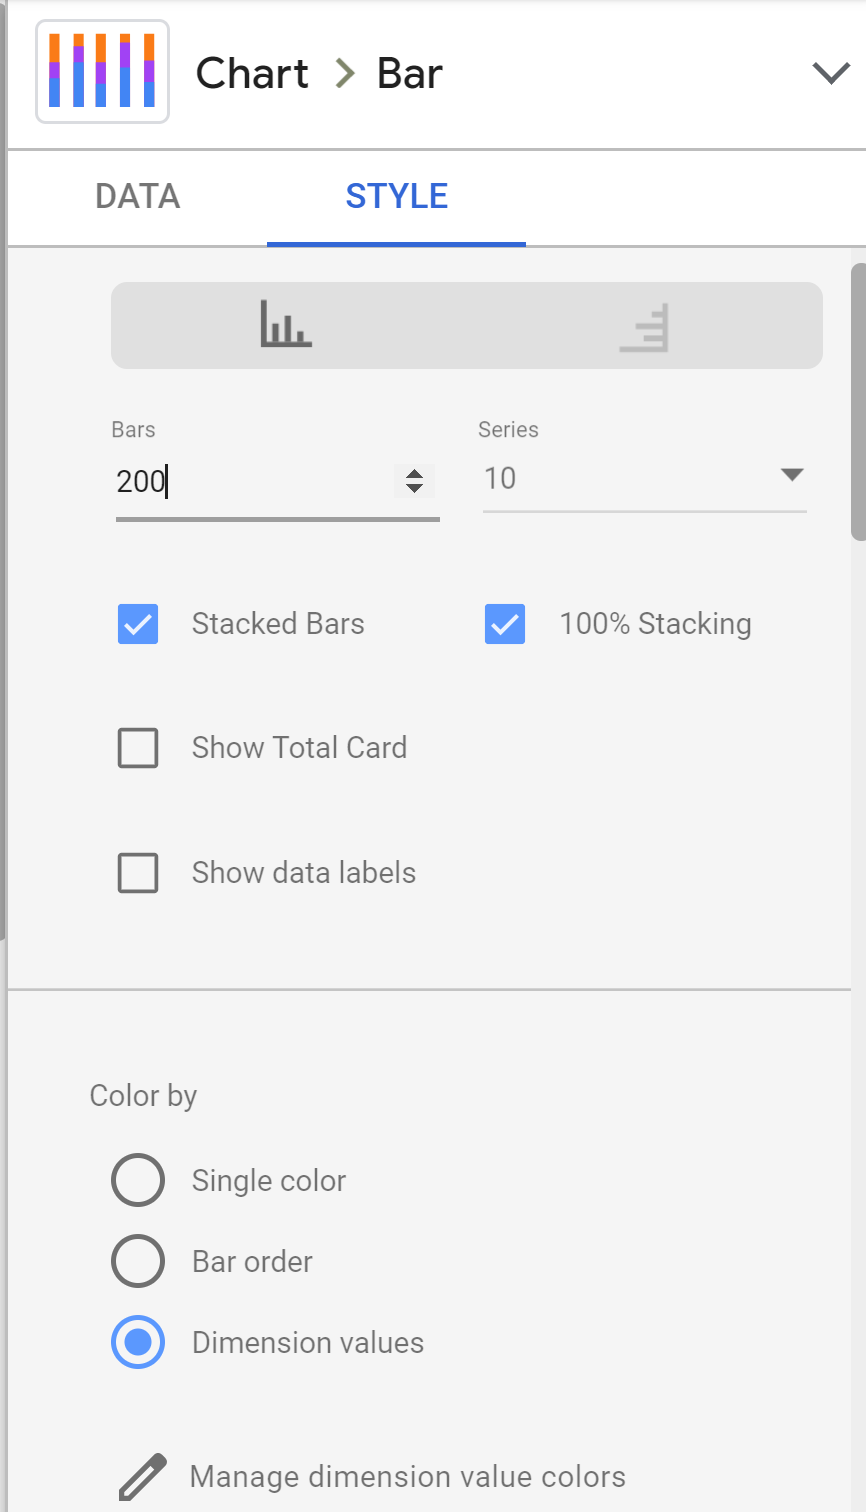 Chart > Bar
DATA STYLE
Bars Series
200 10
Stacked Bars 100% Stacking
Show Total Card
Show data labels
Color by
Single color
Bar order
Dimension values
Manage dimension value colors